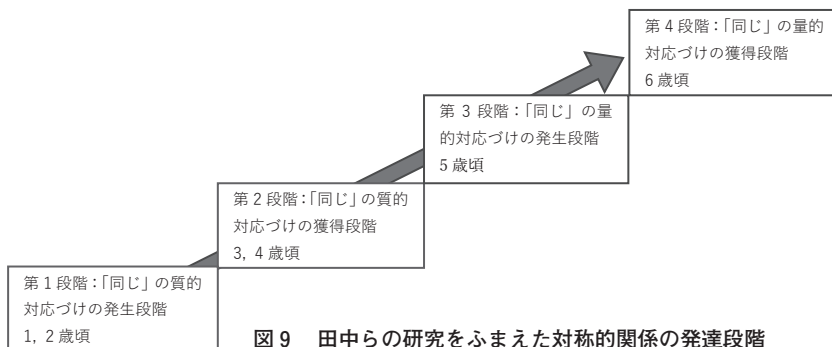 第4段階：「同じ」の量的
対応づけの獲得段階
6歳頃
第3段階：「同じ」の量
的対応づけの発生段階
5歳頃
第2段階：「同じ」の質的
対応づけの獲得段階
3, 4歳頃
第1段階：「同じ」の質的
対応づけの発生段階
1, 2歳頃
図9　田中らの研究をふまえた対称的関係の発達段階